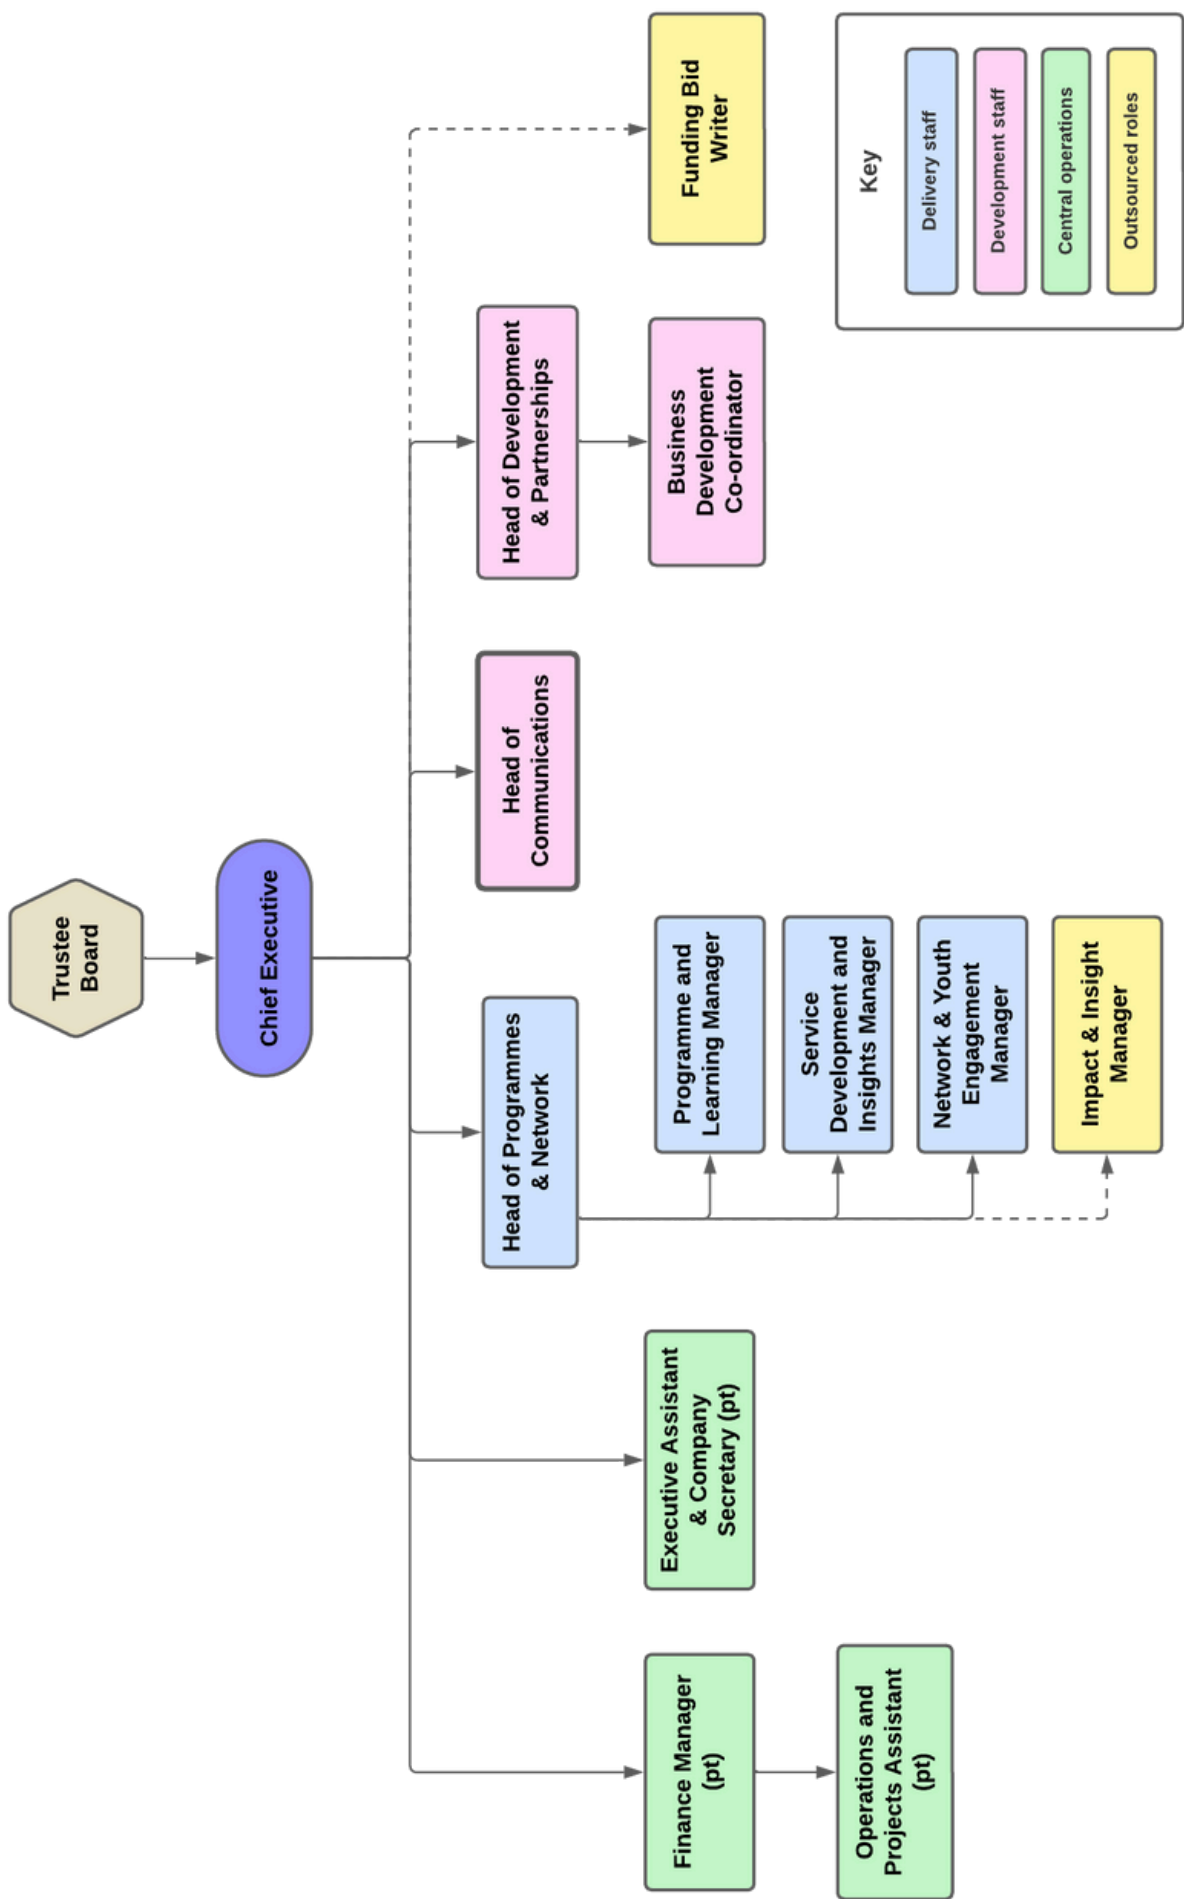 Trustee
Board
Chief Executive
Finance Manager
(pt)
Operations and
Projects Assistant
(pt)
Executive Assistant
& Company
Secretary (pt)
Head of Programmes
& Network
Programme and
Learning Manager
Service
Development and
Insights Manager
Network & Youth
Engagement
Manager
Impact & Insight
Manager
Head of
Communications
Head of Development
& Partnerships
Business
Development
Co-ordinator
Funding Bid
Writer
Key
Delivery staff
Development staff
Central operations
Outsourced roles